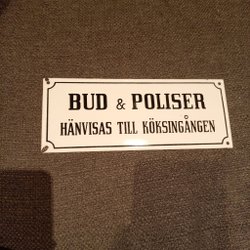 BUD & POLISER
HÄNVISAS TILL KÖKSINGÅNGEN